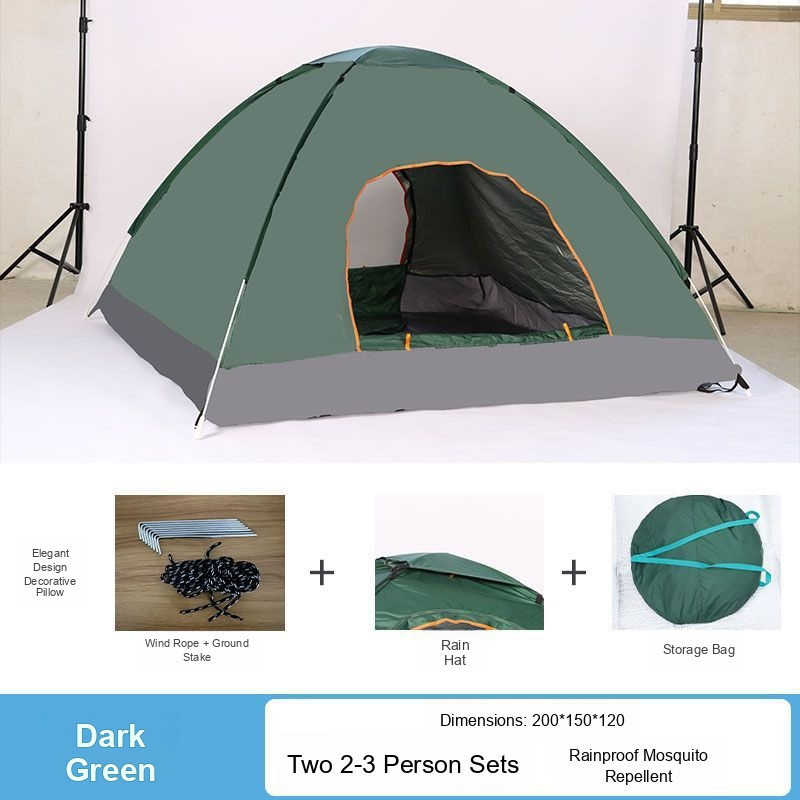 Elegant
Design
Decorative
Pillow
Wind Rope + Ground
Stake
Rain
Hat
Storage Bag
Dark
Green
Dimensions: 200*150*120
Two 2-3 Person Sets
Rainproof Mosquito
Repellent